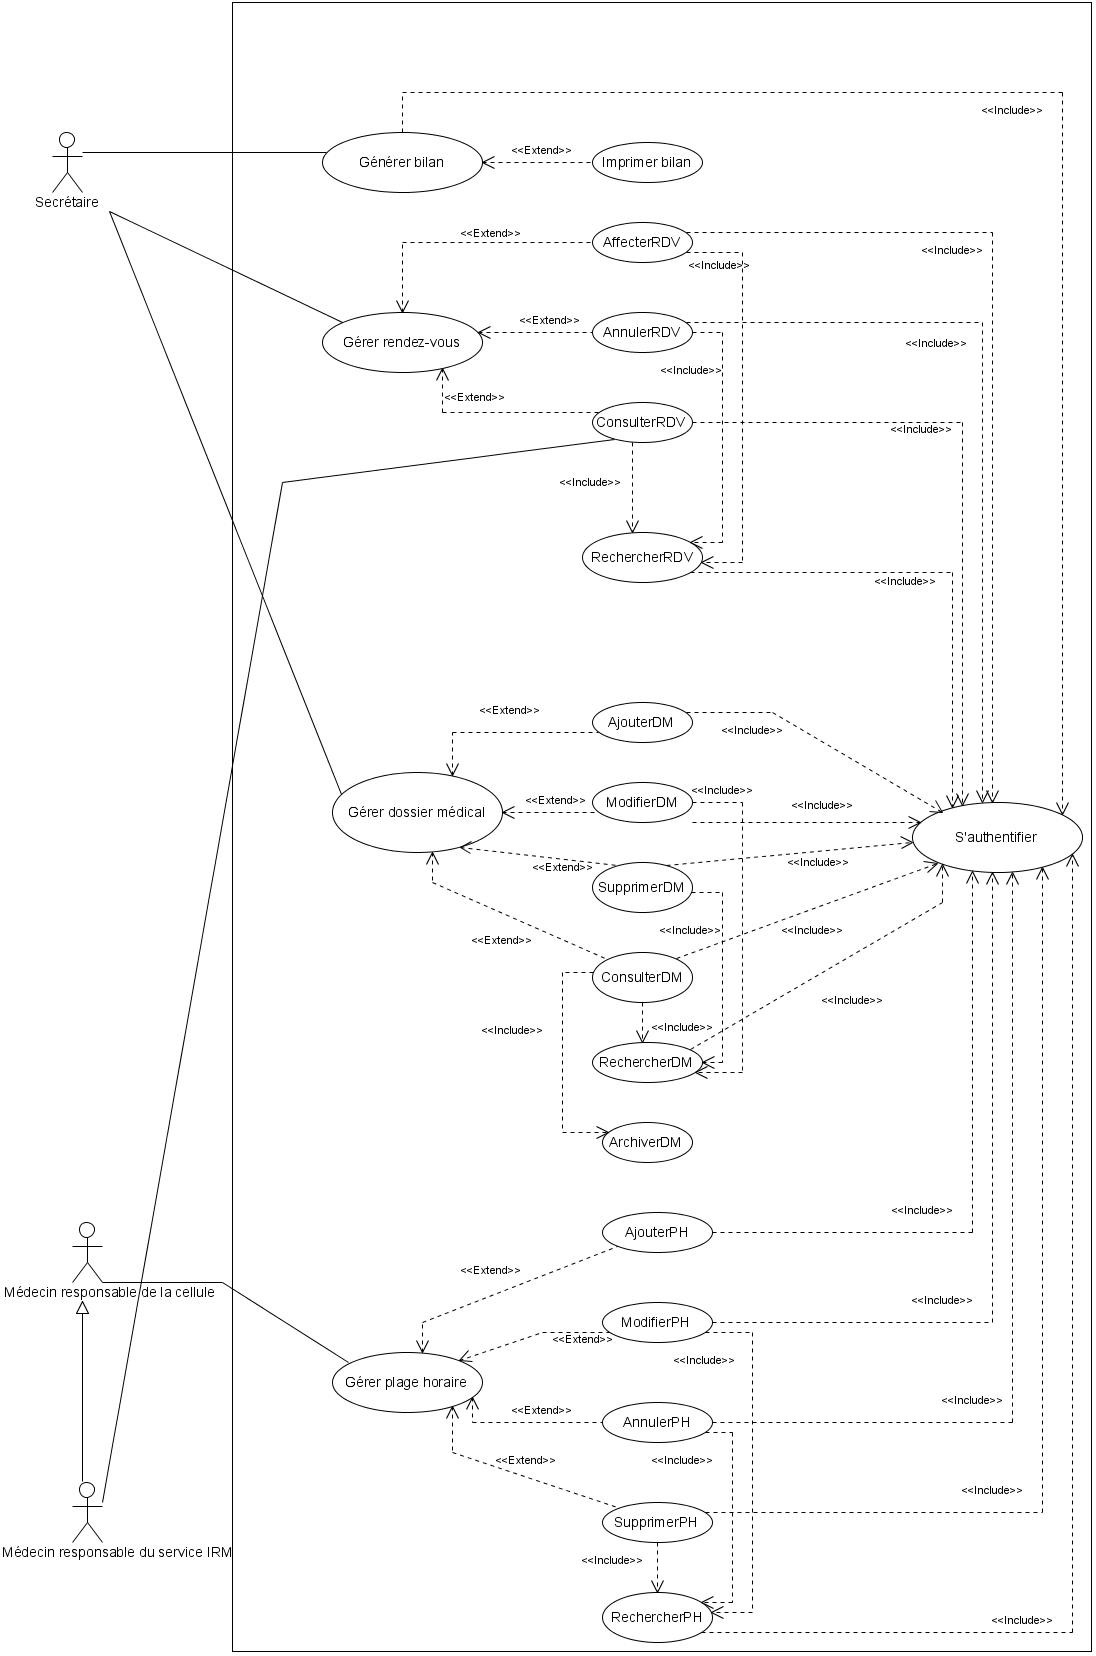 <<Include>>
Générer bilan
<<Extend>>
Imprimer bilan
Secrétaire
<<Extend>>
AffecterRDV
<<Include>>
<<Include>>
<<Extend>>
AnnulerRDV
Gérer rendez-vous
<<Include>>
<<Include>>
<<Extend>>
ConsulterRDV
<<Include>>
<<Include>>
RechercherRDV
<<Include>>
<<Extend>>
AjouterDM
<<Include>>
<<Include>>
<<Extend>>
ModifierDM
<<Include>>
Gérer dossier médical
S'authentifier
<<Extend>>
<<Include>>
SupprimerDM
<<Include>>
<<Include>>
<<Extend>>
ConsulterDM
<<Include>>
<<Include>>
<<Include>>
RechercherDM
ArchiverDM
<<Include>>
AjouterPH
<<Extend>>
Médecin responsable de la cellule
<<Include>>
ModifierPH
<<Extend>>
<<Include>>
Gérer plage horaire
<<Include>>
<<Extend>>
AnnulerPH
<<Extend>>
<<Include>>
<<Include>>
SupprimerPH
Médecin responsable du service IRM
<<Include>>
RechercherPH
<<Include>>